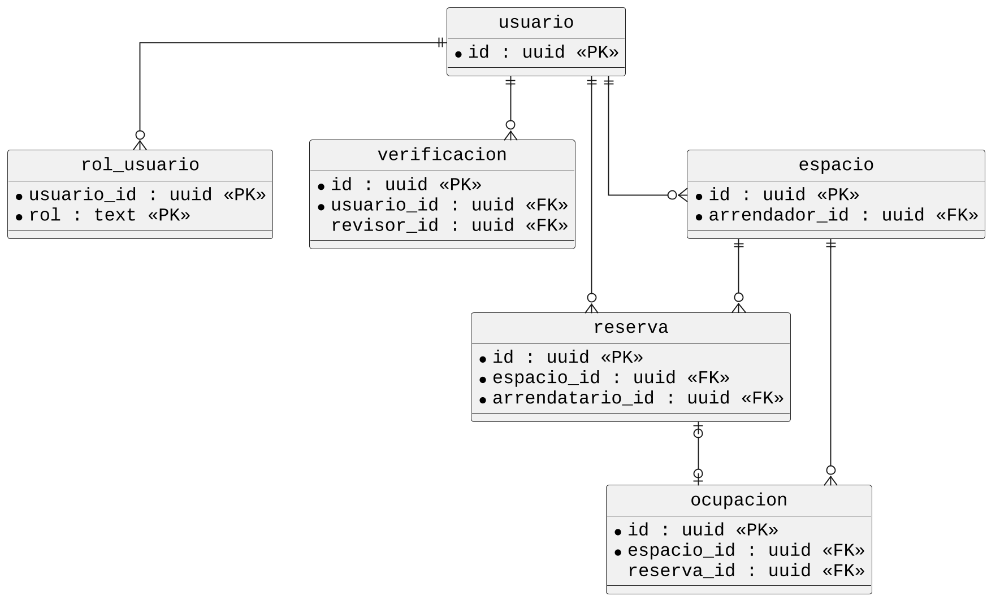 usuario
id : uuid «PK»
rol_usuario
usuario_id : uuid «PK»
rol : text «PK»
verificacion
id : uuid «PK»
usuario_id : uuid «FK»
revisor_id : uuid «FK»
espacio
id : uuid «PK»
arrendador_id : uuid «FK»
reserva
id : uuid «PK»
espacio_id : uuid «FK»
arrendatario_id : uuid «FK»
ocupacion
id : uuid «PK»
espacio_id : uuid «FK»
reserva_id : uuid «FK»